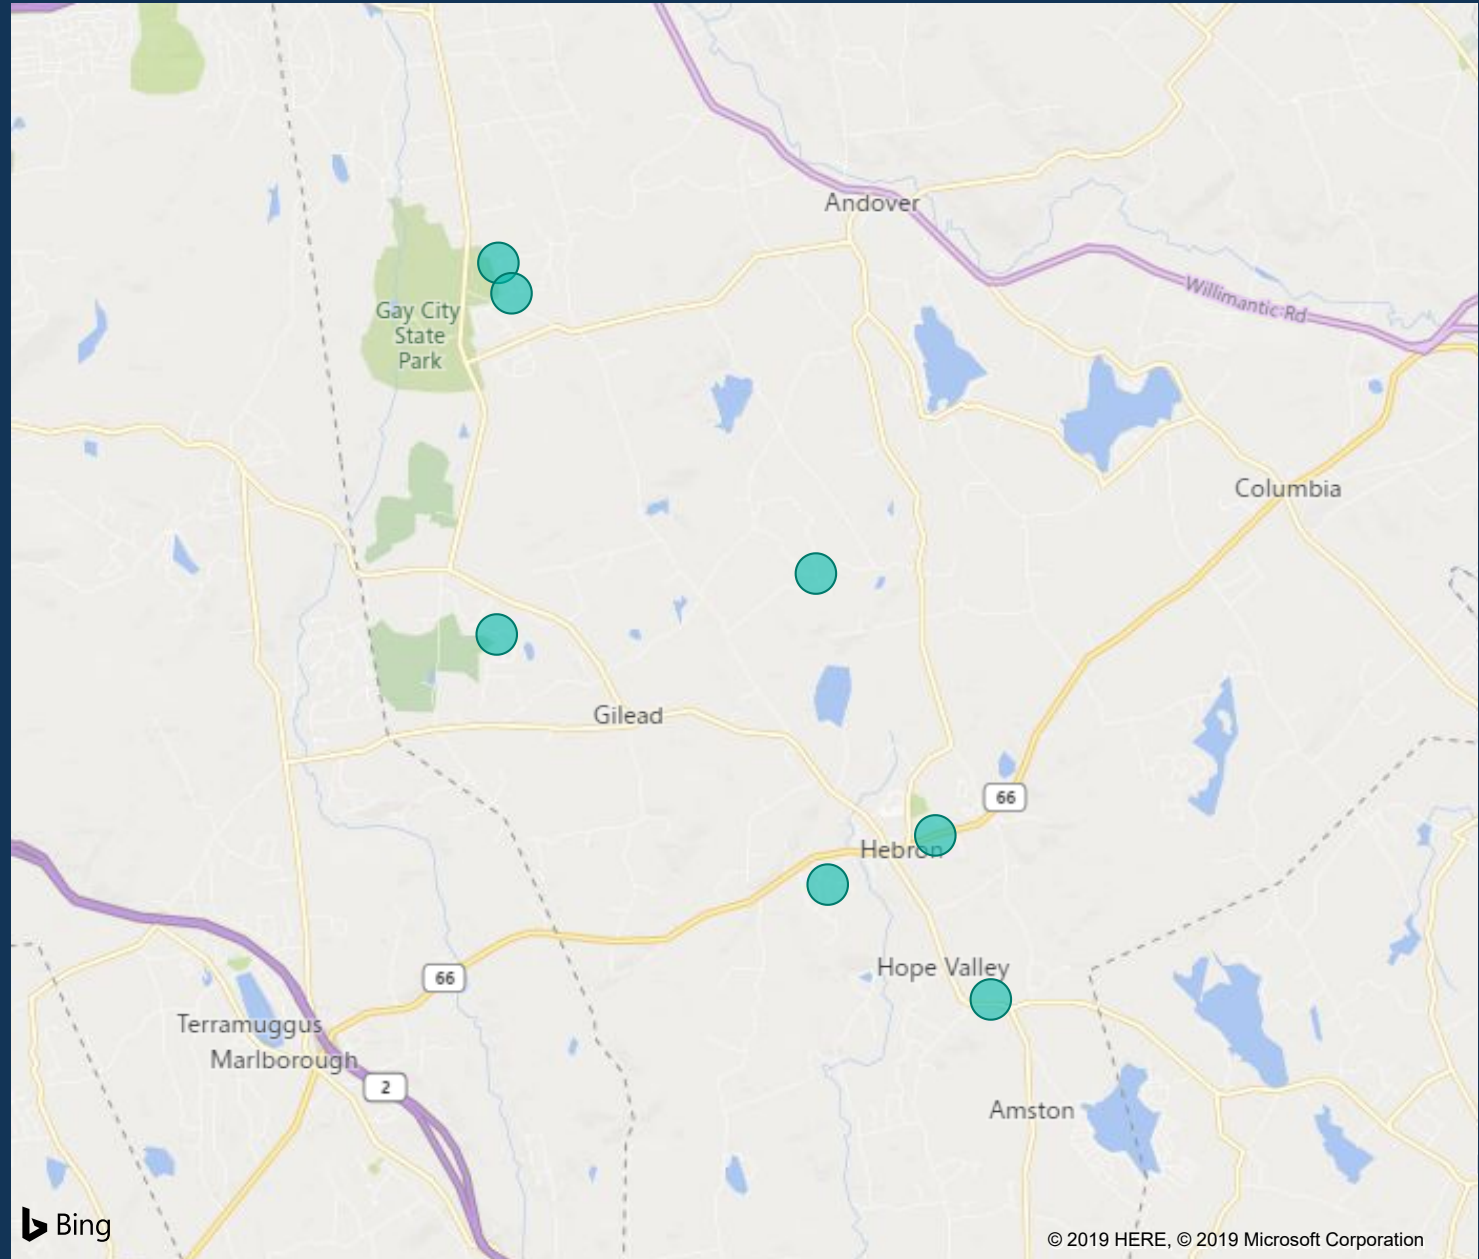 Andover
Gay City
State
Park
Willimantic Rd
Columbia
Gilead
66
Hebron
Hope Valley
66
Terramuggus
Marlborough
2
Amston
Bing
© 2019 HERE, © 2019 Microsoft Corporation